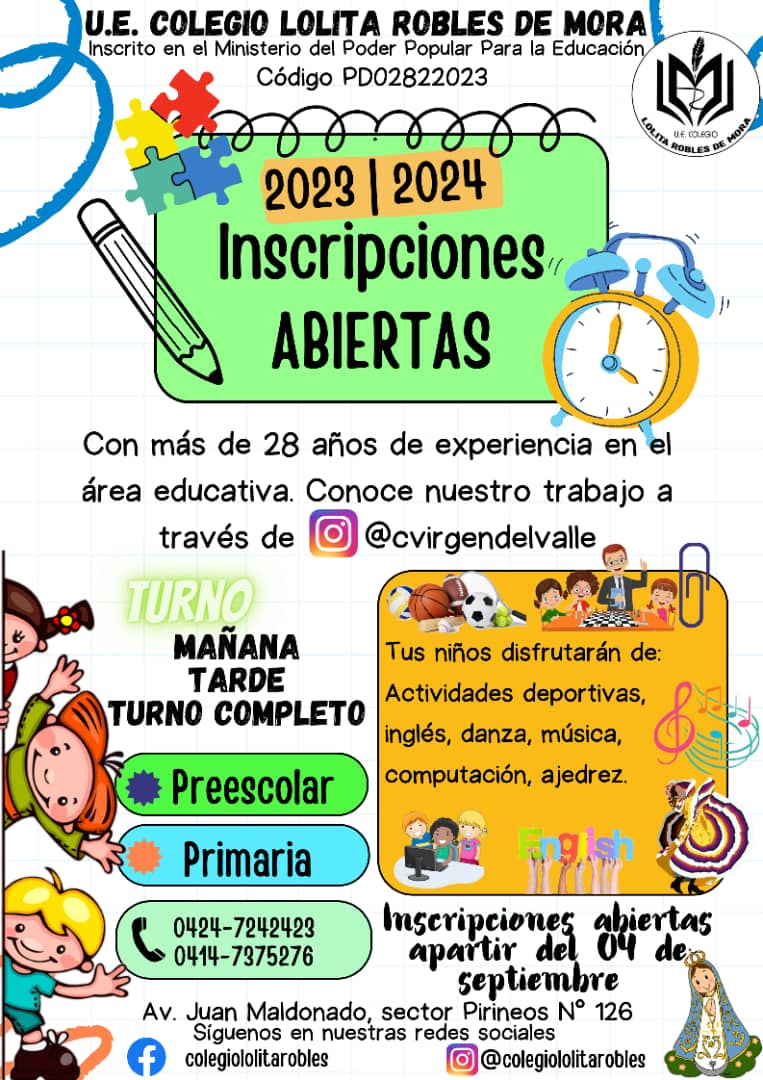 U.E. COLEGIO LOLITA ROBLES DE MORA
Inscrito en el Ministerio del Poder Popular Para la Educación
Código PD02822023
U.E. COLEGIO
LOLITA ROBLES DE MORA
2023 | 2024
Inscripciones
ABIERTAS
Con más de 28 años de experiencia en el
área educativa. Conoce nuestro trabajo a
través de @cvirgendelvalle
TURNO
MAÑANA
TARDE
TURNO COMPLETO
Preescolar
Primaria
0424-7242423
0414-7375276
Tus niños disfrutarán de:
Actividades deportivas,
inglés, danza, música,
computación, ajedrez.
English
Inscripciones abiertas
apartir del 04 de
septiembre
Av. Juan Maldonado, sector Pirineos N° 126
Síguenos en nuestras redes sociales
colegiololitarobles
@colegiololitarobles